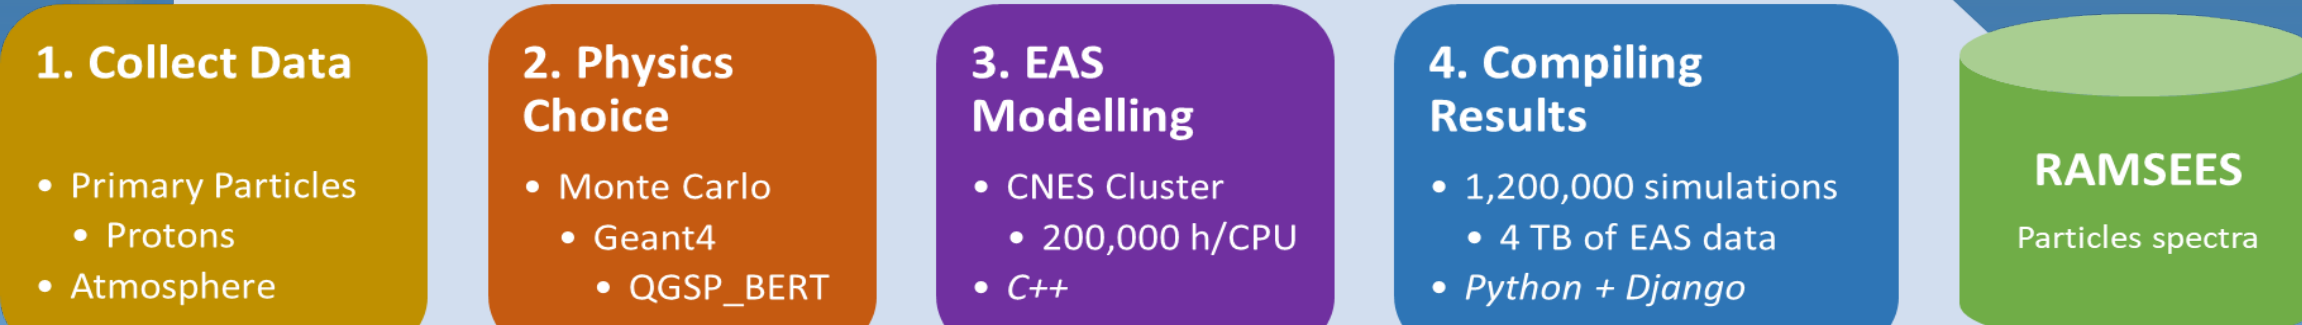 1. Collect Data
• Primary Particles
• Protons
• Atmosphere
2. Physics
Choice
• Monte Carlo
• Geant4
• QGSP_BERT
3. EAS
Modelling
• CNES Cluster
• 200,000 h/CPU
• C++
4. Compiling
Results
• 1,200,000 simulations
• 4 TB of EAS data
• Python + Django
RAMSEES
Particles spectra